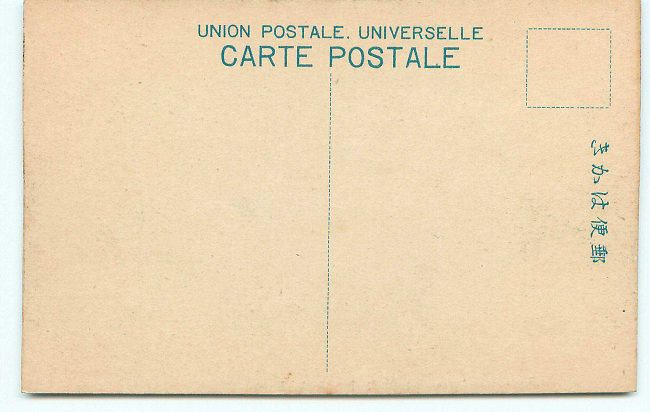 UNION POSTALE. UNIVERSELLE
CARTE POSTALE
郵便はかき